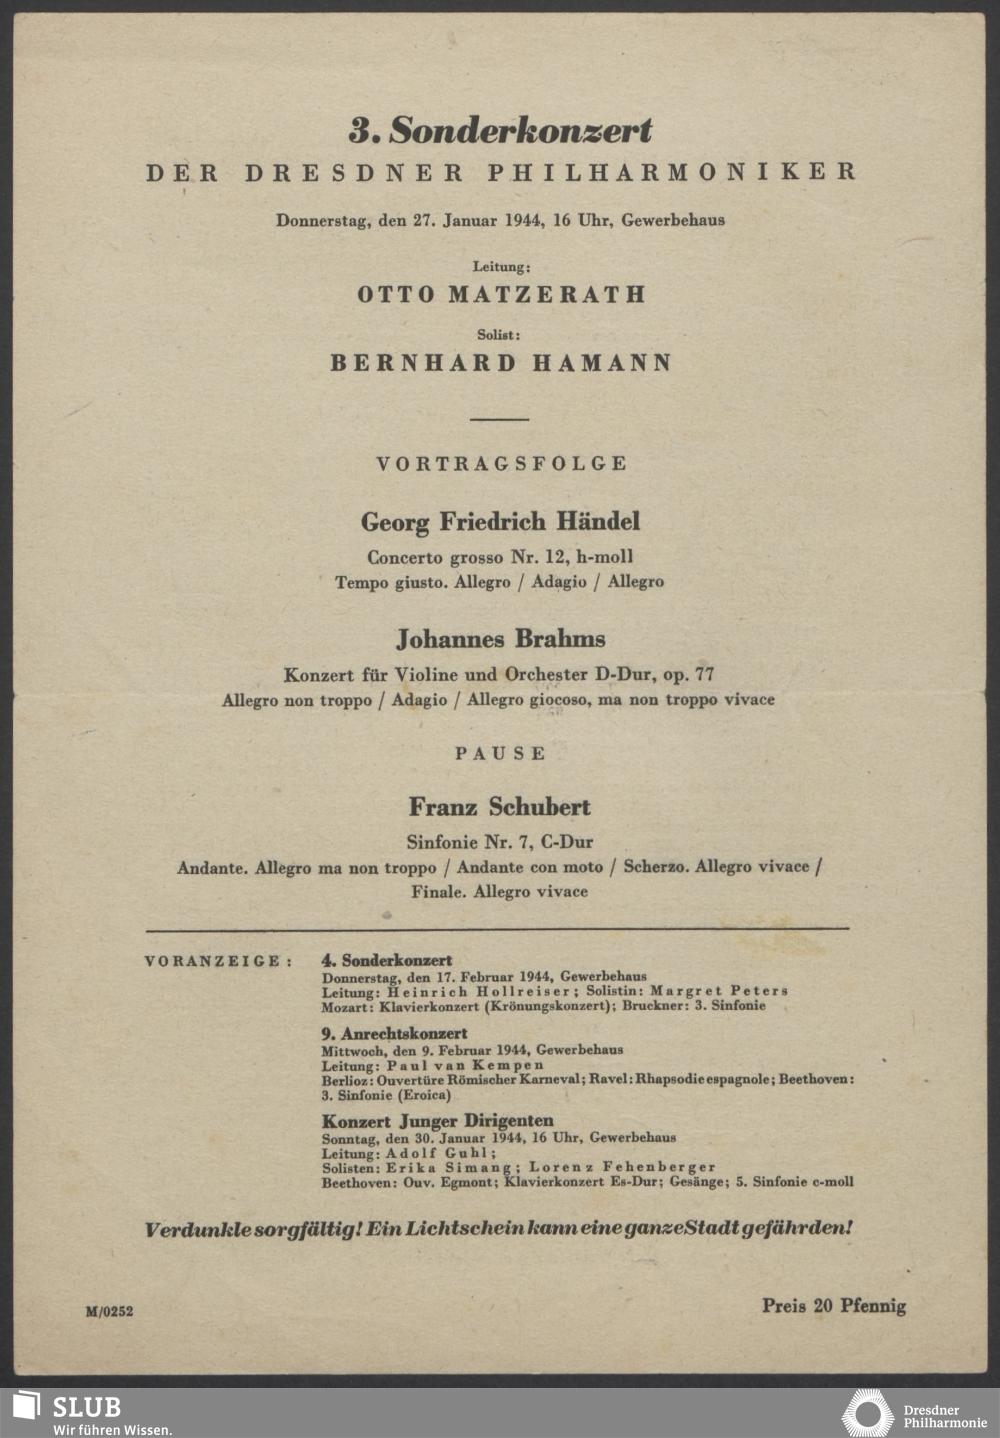 3. Sonderkonzert
DER DRESDNER PHILHARMONIKER
Donnerstag, den 27. Januar 1944, 16 Uhr, Gewerbehaus
Leitung:
OTTO MATZERATH
Solist:
BERNHARD HAMANN
VORTRAGSFOLGE
Georg Friedrich Händel
Concerto grosso Nr. 12, h-moll
Tempo giusto. Allegro / Adagio / Allegro
Johannes Brahms
Konzert für Violine und Orchester D-Dur, op. 77
Allegro non troppo / Adagio / Allegro giocoso, ma non troppo vivace
PAUSE
Franz Schubert
Sinfonie Nr. 7, C-Dur
Andante. Allegro ma non troppo / Andante con moto / Scherzo. Allegro vivace /
Finale. Allegro vivace
VORANZEIGE: 4. Sonderkonzert
Donnerstag, den 17. Februar 1944, Gewerbehaus
Leitung: Heinrich Hollreiser; Solistin: Margret Peters
Mozart: Klavierkonzert (Krönungskonzert); Bruckner: 3. Sinfonie
9. Anrechtskonzert
Mittwoch, den 9. Februar 1944, Gewerbehaus
Leitung: Paul van Kempen
Berlioz: Ouvertüre Römischer Karneval; Ravel: Rhapsodie espagnole; Beethoven:
3. Sinfonie (Eroica)
Konzert Junger Dirigenten
Sonntag, den 30. Januar 1944, 16 Uhr, Gewerbehaus
Leitung: Adolf Guhl;
Solisten: Erika Simang; Lorenz Fehenberger
Beethoven: Ouv. Egmont; Klavierkonzert Es-Dur; Gesänge; 5. Sinfonie c-moll
Verdunkle sorgfältig! Ein Lichtschein kann eine ganze Stadt gefährden!
M/0252
Preis 20 Pfennig
SLUB
Wir führen Wissen.
Dresdner
Philharmonie